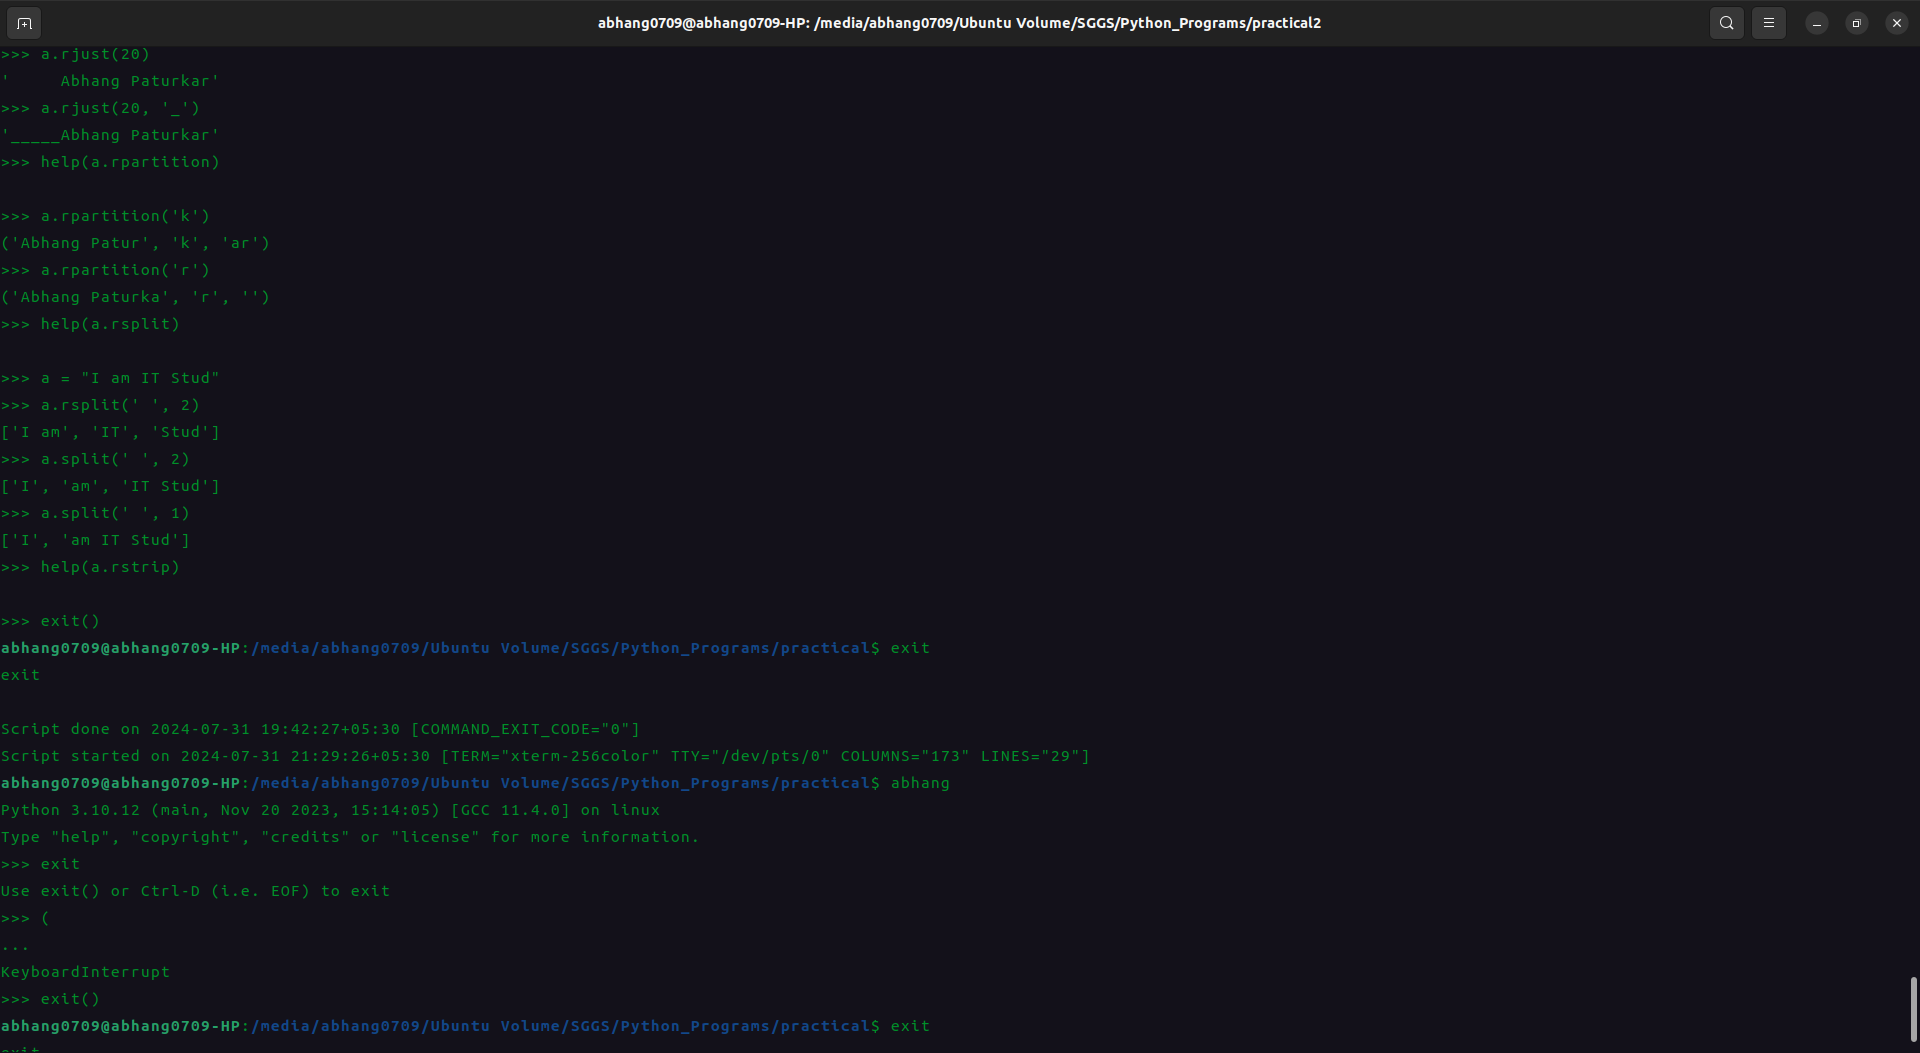 abhang0709@abhang0709-HP: /media/abhang0709/Ubuntu Volume/SGGS/Python_Programs/practical2
>>> a.rjust(20)
'     Abhang Paturkar'
>>> a.rjust(20, '_')
'_____Abhang Paturkar'
>>> help(a.rpartition)
>>> a.rpartition('k')
('Abhang Patur', 'k', 'ar')
>>> a.rpartition('r')
('Abhang Paturka', 'r', '')
>>> help(a.rsplit)
>>> a = "I am IT Stud"
>>> a.rsplit(' ', 2)
['I am', 'IT', 'Stud']
>>> a.split(' ', 2)
['I', 'am', 'IT Stud']
>>> a.split(' ', 1)
['I', 'am IT Stud']
>>> help(a.rstrip)
>>> exit()
abhang0709@abhang0709-HP:/media/abhang0709/Ubuntu Volume/SGGS/Python_Programs/practical$ exit
exit
Script done on 2024-07-31 19:42:27+05:30 [COMMAND_EXIT_CODE="0"]
Script started on 2024-07-31 21:29:26+05:30 [TERM="xterm-256color" TTY="/dev/pts/0" COLUMNS="173" LINES="29"]
abhang0709@abhang0709-HP:/media/abhang0709/Ubuntu Volume/SGGS/Python_Programs/practical$ abhang
Python 3.10.12 (main, Nov 20 2023, 15:14:05) [GCC 11.4.0] on linux
Type "help", "copyright", "credits" or "license" for more information.
>>> exit
Use exit() or Ctrl-D (i.e. EOF) to exit
>>> (
...
KeyboardInterrupt
>>> exit()
abhang0709@abhang0709-HP:/media/abhang0709/Ubuntu Volume/SGGS/Python_Programs/practical$ exit
exit